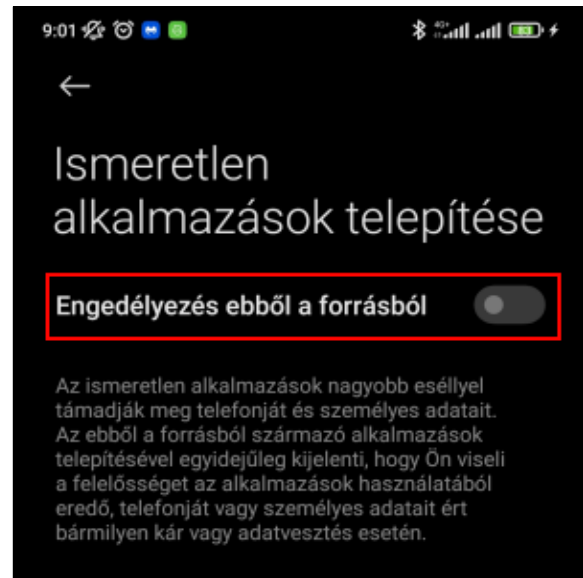 9:01
4G+
83
Ismeretlen
alkalmazások telepítése
Engedélyezés ebből a forrásból
Az ismeretlen alkalmazások nagyobb eséllyel
támadják meg telefonját és személyes adatait.
Az ebből a forrásból származó alkalmazások
telepítésével egyidejűleg kijelenti, hogy Ön viseli
a felelősséget az alkalmazások használatából
eredő, telefonját vagy személyes adatait ért
bármilyen kár vagy adatvesztés esetén.